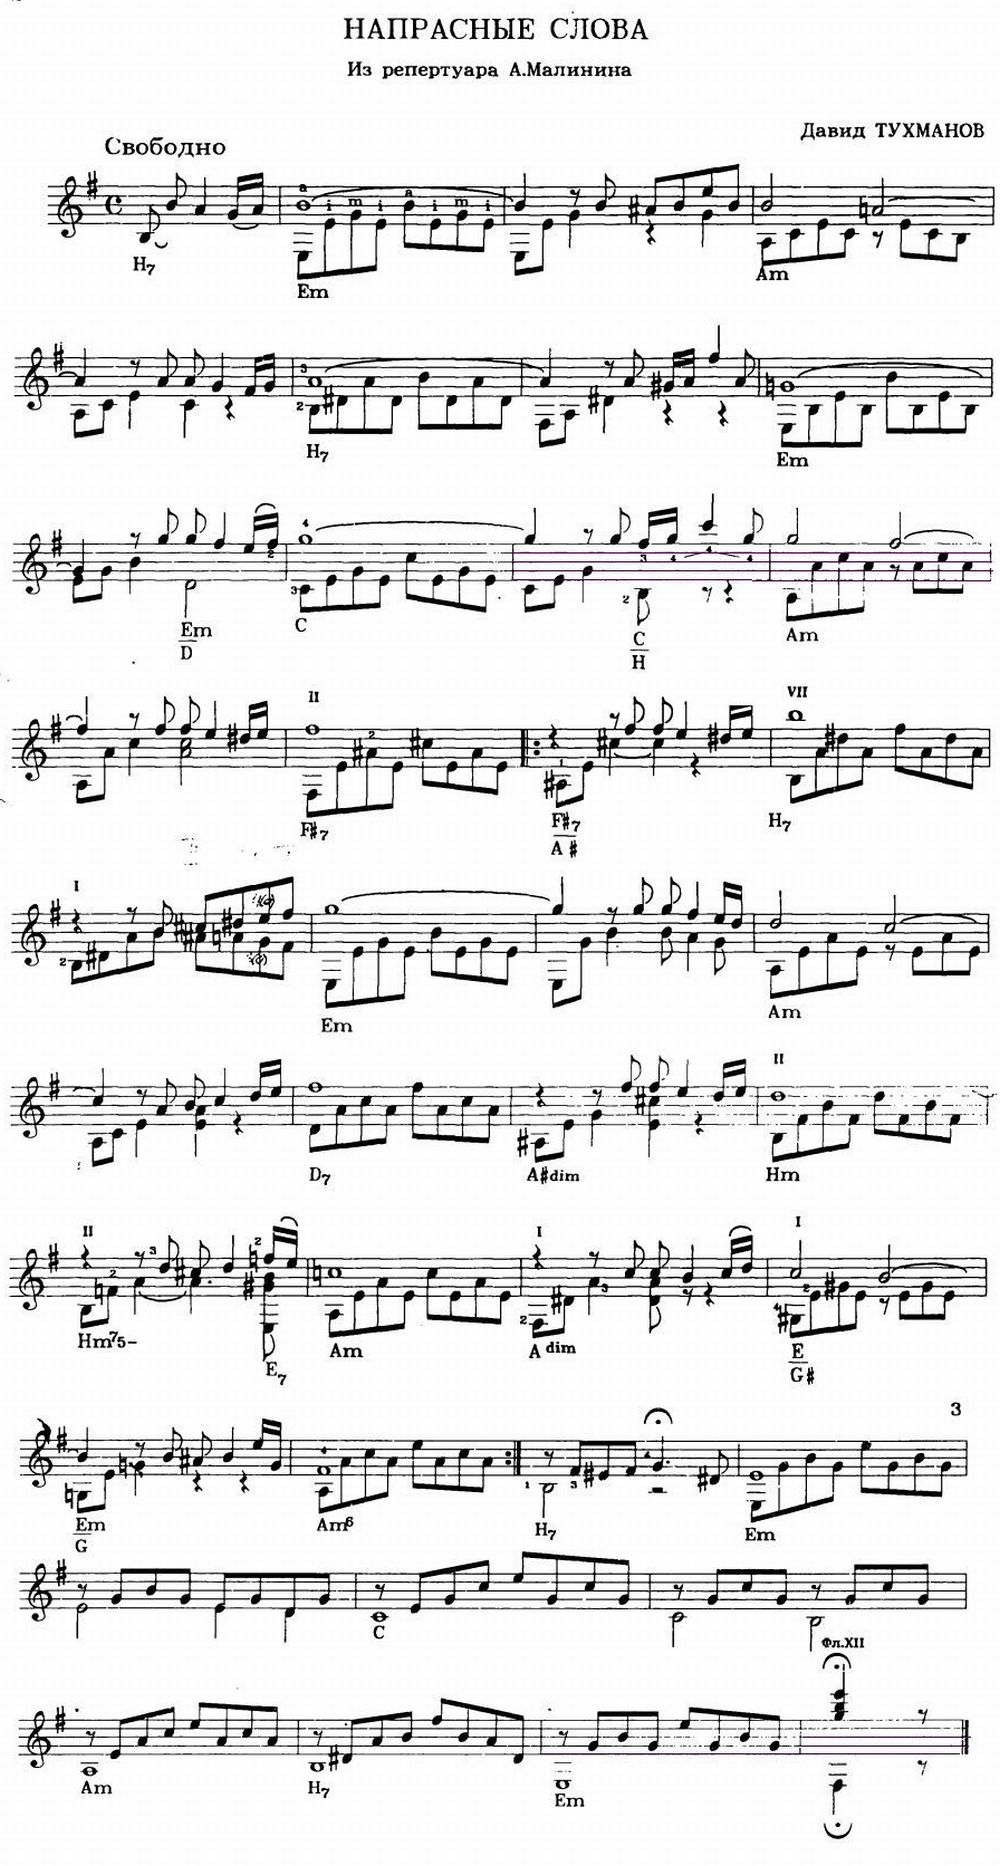 НАПРАСНЫЕ СЛОВА
Из репертуара А.Малинина
Давид ТУХМАНОВ
Свободно
a i m i a i m i
H7 Em Am
3
2
H7 Em
4 2
3 3 4 4 4
2
Em/D C C/H Am
II VII
2
1
F#7 F#7/A# H7
I
2
Em Am
II
D7 A#dim Hm
II I I
3 2 2 3 2 2 4
Hm7 5- E7 Am A dim E/G#
3
1 3
Em/G Am6 H7 Em
C
Фл.XII
Am H7 Em